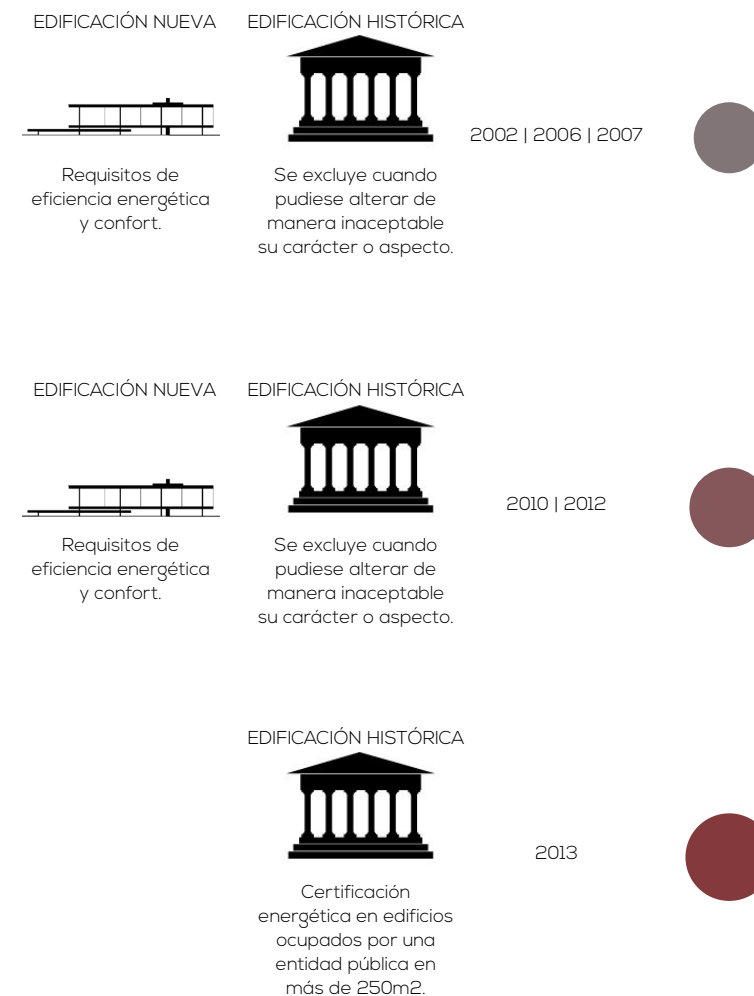 EDIFICACIÓN NUEVA
EDIFICACIÓN HISTÓRICA
2002 | 2006 | 2007
Requisitos de
eficiencia energética
y confort.
Se excluye cuando
pudiese alterar de
manera inaceptable
su carácter o aspecto.
EDIFICACIÓN NUEVA
EDIFICACIÓN HISTÓRICA
2010 | 2012
Requisitos de
eficiencia energética
y confort.
Se excluye cuando
pudiese alterar de
manera inaceptable
su carácter o aspecto.
EDIFICACIÓN HISTÓRICA
2013
Certificación
energética en edificios
ocupados por una
entidad pública en
más de 250m2.